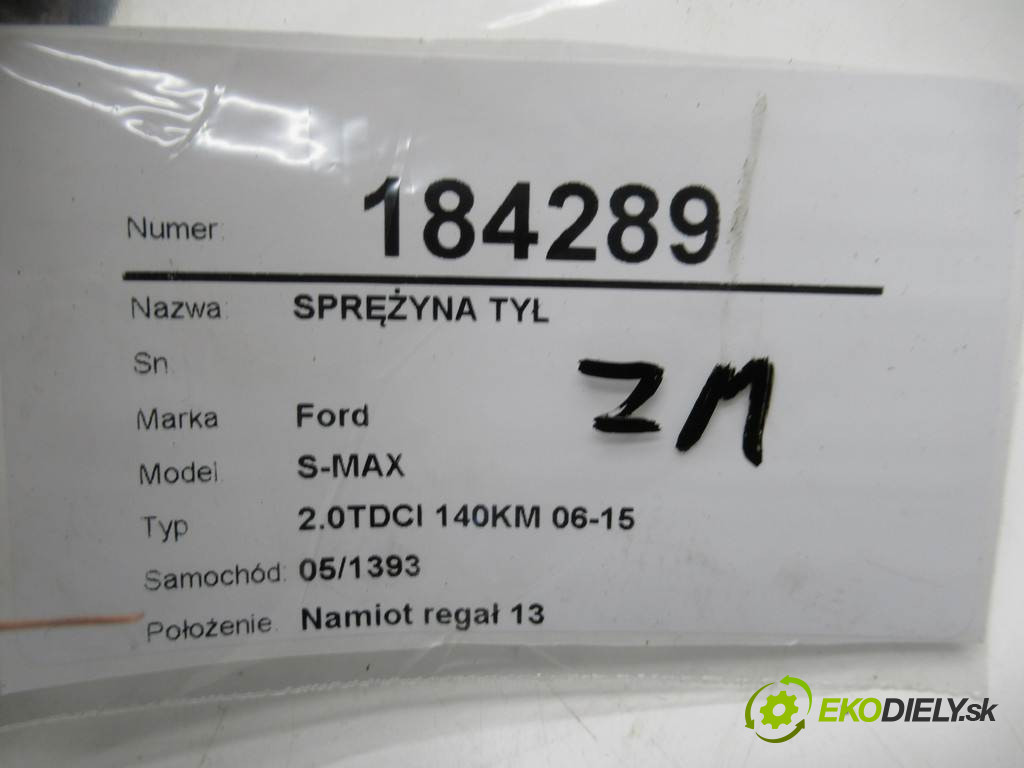 Numer: 184289
Nazwa: SPRĘŻYNA TYŁ
Sn
ZM
Marka Ford
Model S-MAX
Typ 2.0TDCI 140KM 06-15
Samochód: 05/1393
Położenie. Namiot regał 13
EKODIELY.sk